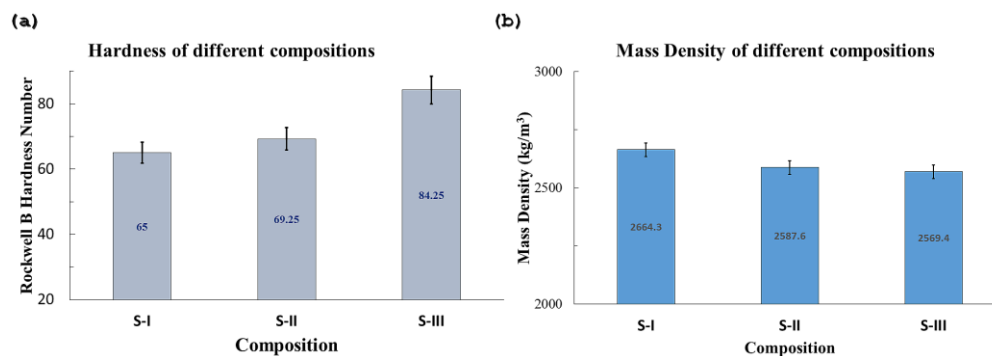 (a)
Hardness of different compositions
Rockwell B Hardness Number
80
60
40
20
65
69.25
84.25
S-I
S-II
S-III
Composition
(b)
Mass Density of different compositions
Mass Density (kg/m³)
3000
2500
2000
2664.3
2587.6
2569.4
S-I
S-II
S-III
Composition